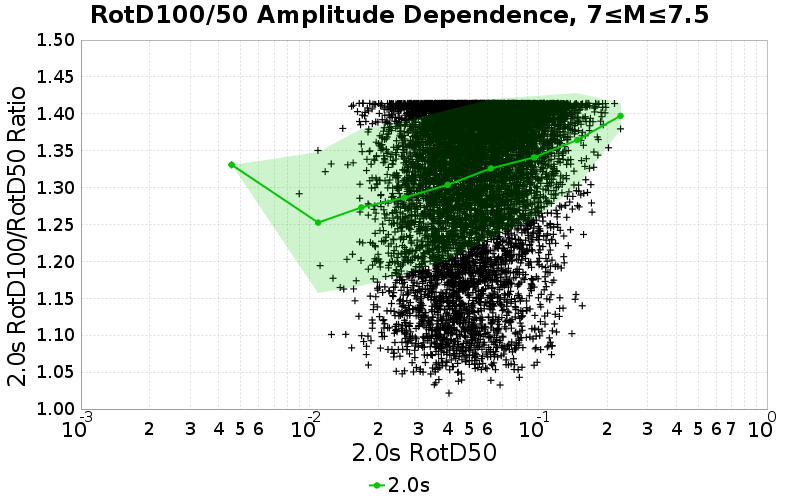 RotD100/50 Amplitude Dependence, 7≤M≤7.5
2.0s RotD100/RotD50 Ratio
1.50
1.45
1.40
1.35
1.30
1.25
1.20
1.15
1.10
1.05
1.00
10^-3 2 3 4 5 6 10^-2 2 3 4 5 6 10^-1 2 3 4 5 6 7 10^0
2.0s RotD50
2.0s